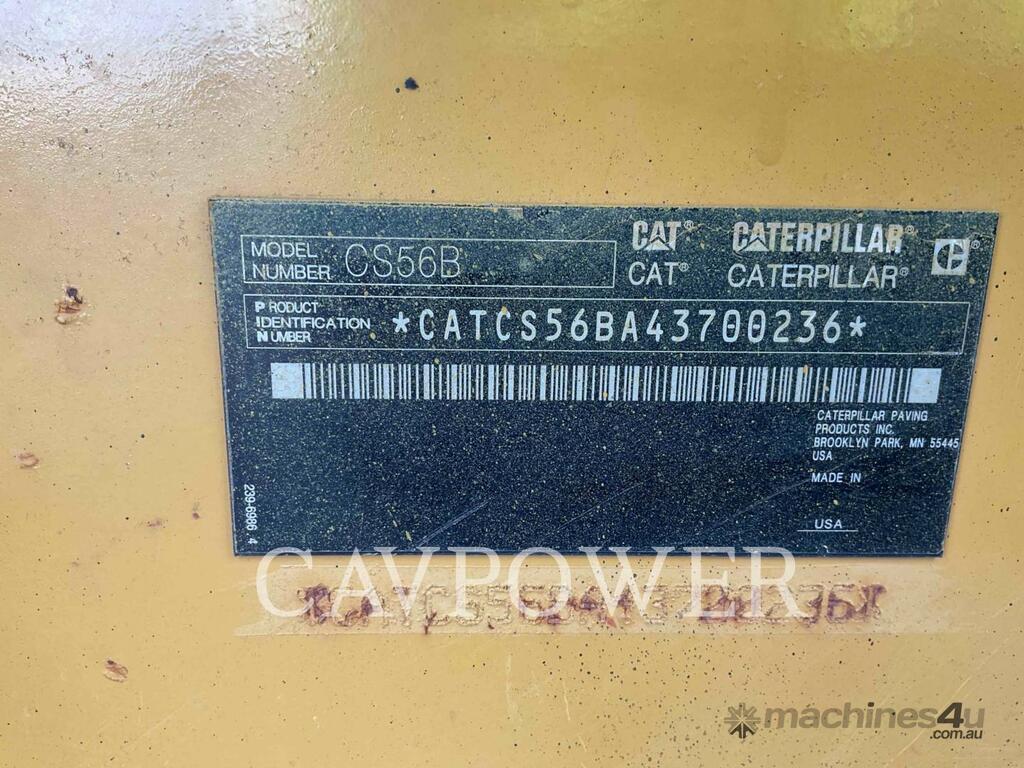 MODEL NUMBER CS56B
CAT® CATERPILLAR®
CAT® CATERPILLAR®
PRODUCT IDENTIFICATION NUMBER *CATCS56BA43700236*
CATERPILLAR PAVING
PRODUCTS INC.
BROOKLYN PARK, MN 55445
USA
MADE IN
USA
239-6986 4
CAVPOWER
machines4u
.com.au